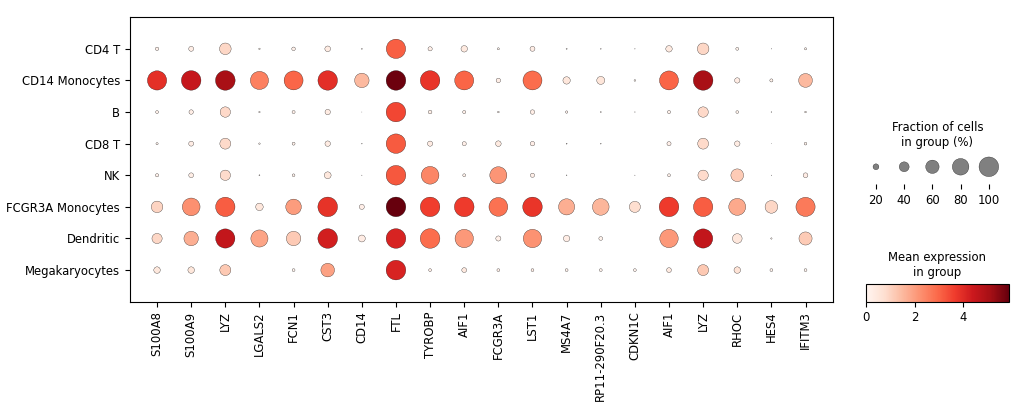 CD4 T
CD14 Monocytes
B
CD8 T
NK
FCGR3A Monocytes
Dendritic
Megakaryocytes
S100A8
S100A9
LYZ
LGALS2
FCN1
CST3
CD14
FTL
TYROBP
AIF1
FCGR3A
LST1
MS4A7
RP11-290F20.3
CDKN1C
AIF1
LYZ
RHOC
HES4
IFITM3
Fraction of cells
in group (%)
20 40 60 80 100
Mean expression
in group
0 2 4